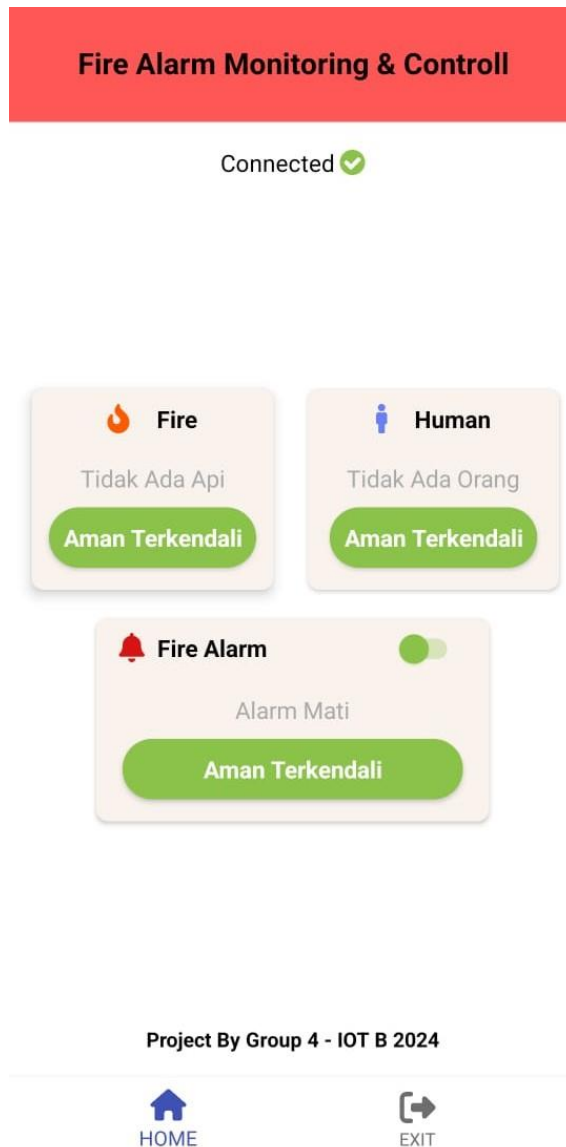 Fire Alarm Monitoring & Controll
Connected
Fire
Tidak Ada Api
Aman Terkendali
Human
Tidak Ada Orang
Aman Terkendali
Fire Alarm
Alarm Mati
Aman Terkendali
Project By Group 4 - IOT B 2024
HOME
EXIT